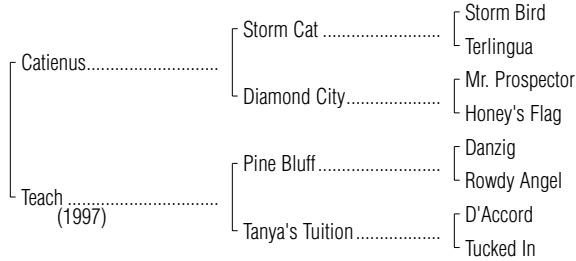 Storm Bird
Storm Cat ........................
Terlingua
Catienus...........................
Mr. Prospector
Diamond City...................
Honey's Flag
Danzig
Pine Bluff.........................
Rowdy Angel
Teach ...............................
(1997)
D'Accord
Tanya's Tuition .................
Tucked In